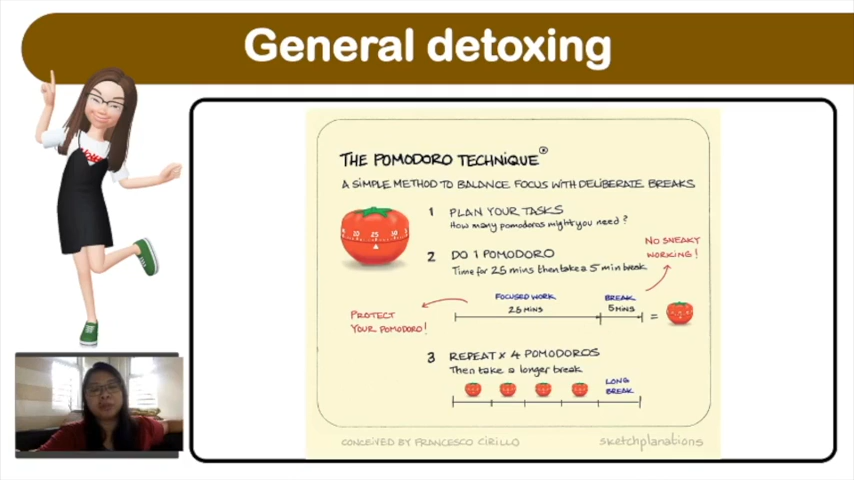 General detoxing
THE POMODORO TECHNIQUE®
A SIMPLE METHOD TO BALANCE FOCUS WITH DELIBERATE BREAKS
1 PLAN YOUR TASKS
How many pomodoros might you need?
2 DO 1 POMODORO
Time for 25 mins then take a 5 min break
NO SNEAKY
WORKING!
10 25 30
FOCUSED WORK
25 MINS
BREAK
5 MINS
=
PROTECT
YOUR POMODORO!
3 REPEAT x 4 POMODOROS
Then take a longer break
LONG
BREAK
CONCEIVED BY FRANCESCO CIRILLO
sketchplanations